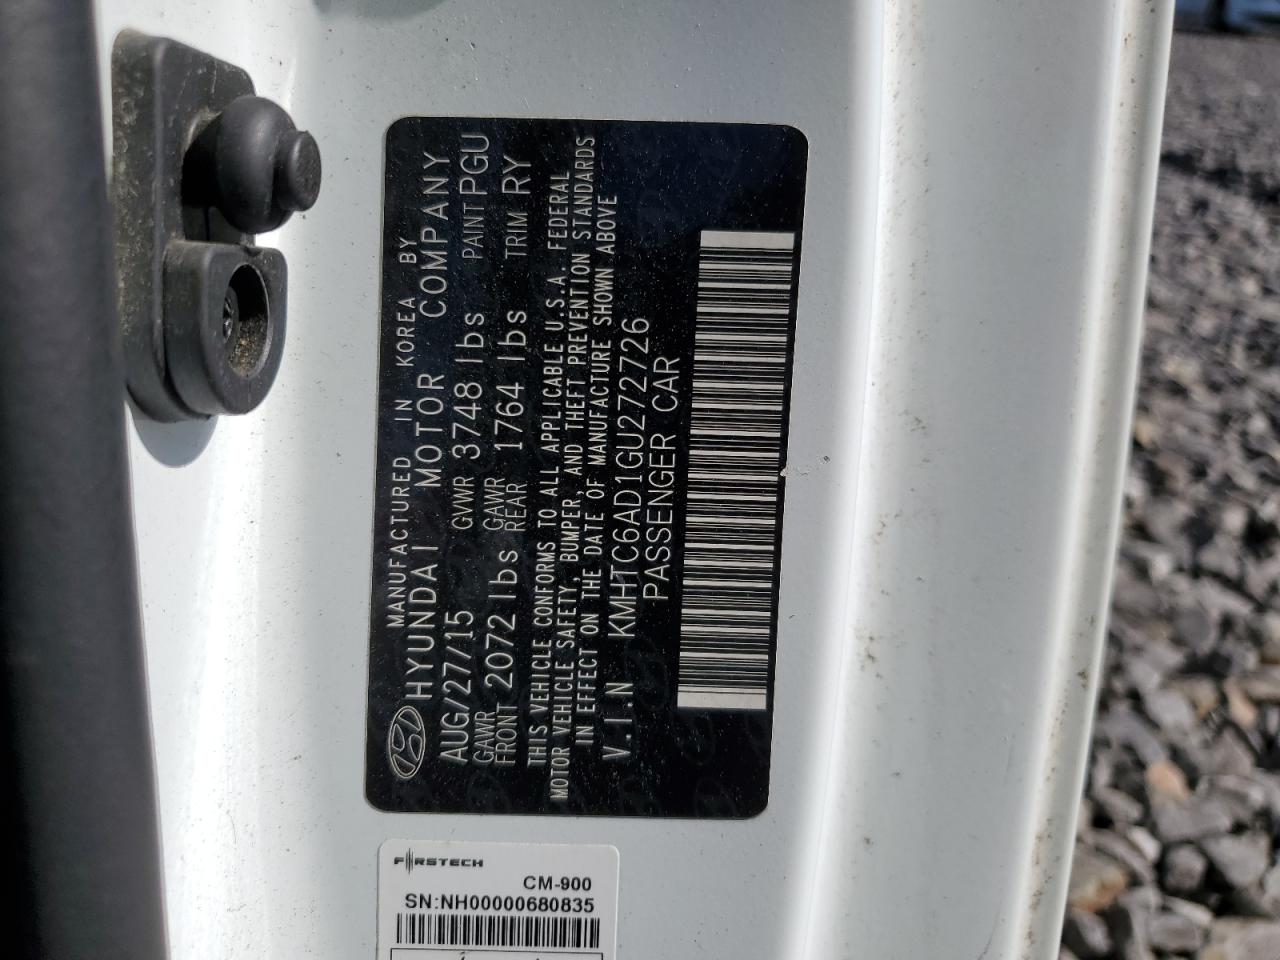 MANUFACTURED IN KOREA BY
HYUNDAI MOTOR COMPANY
AUG/27/15 GVWR 3748 lbs PAINT PGU
GAWR FRONT 2072 lbs GAWR REAR 1764 lbs TRIM RY
THIS VEHICLE CONFORMS TO ALL APPLICABLE U.S.A. FEDERAL
MOTOR VEHICLE SAFETY, BUMPER, AND THEFT PREVENTION STANDARDS
IN EFFECT ON THE DATE OF MANUFACTURE SHOWN ABOVE
V.I.N KMHTC6AD1GU272726
PASSENGER CAR
FIRSTECH
CM-900
SN:NH00000680835